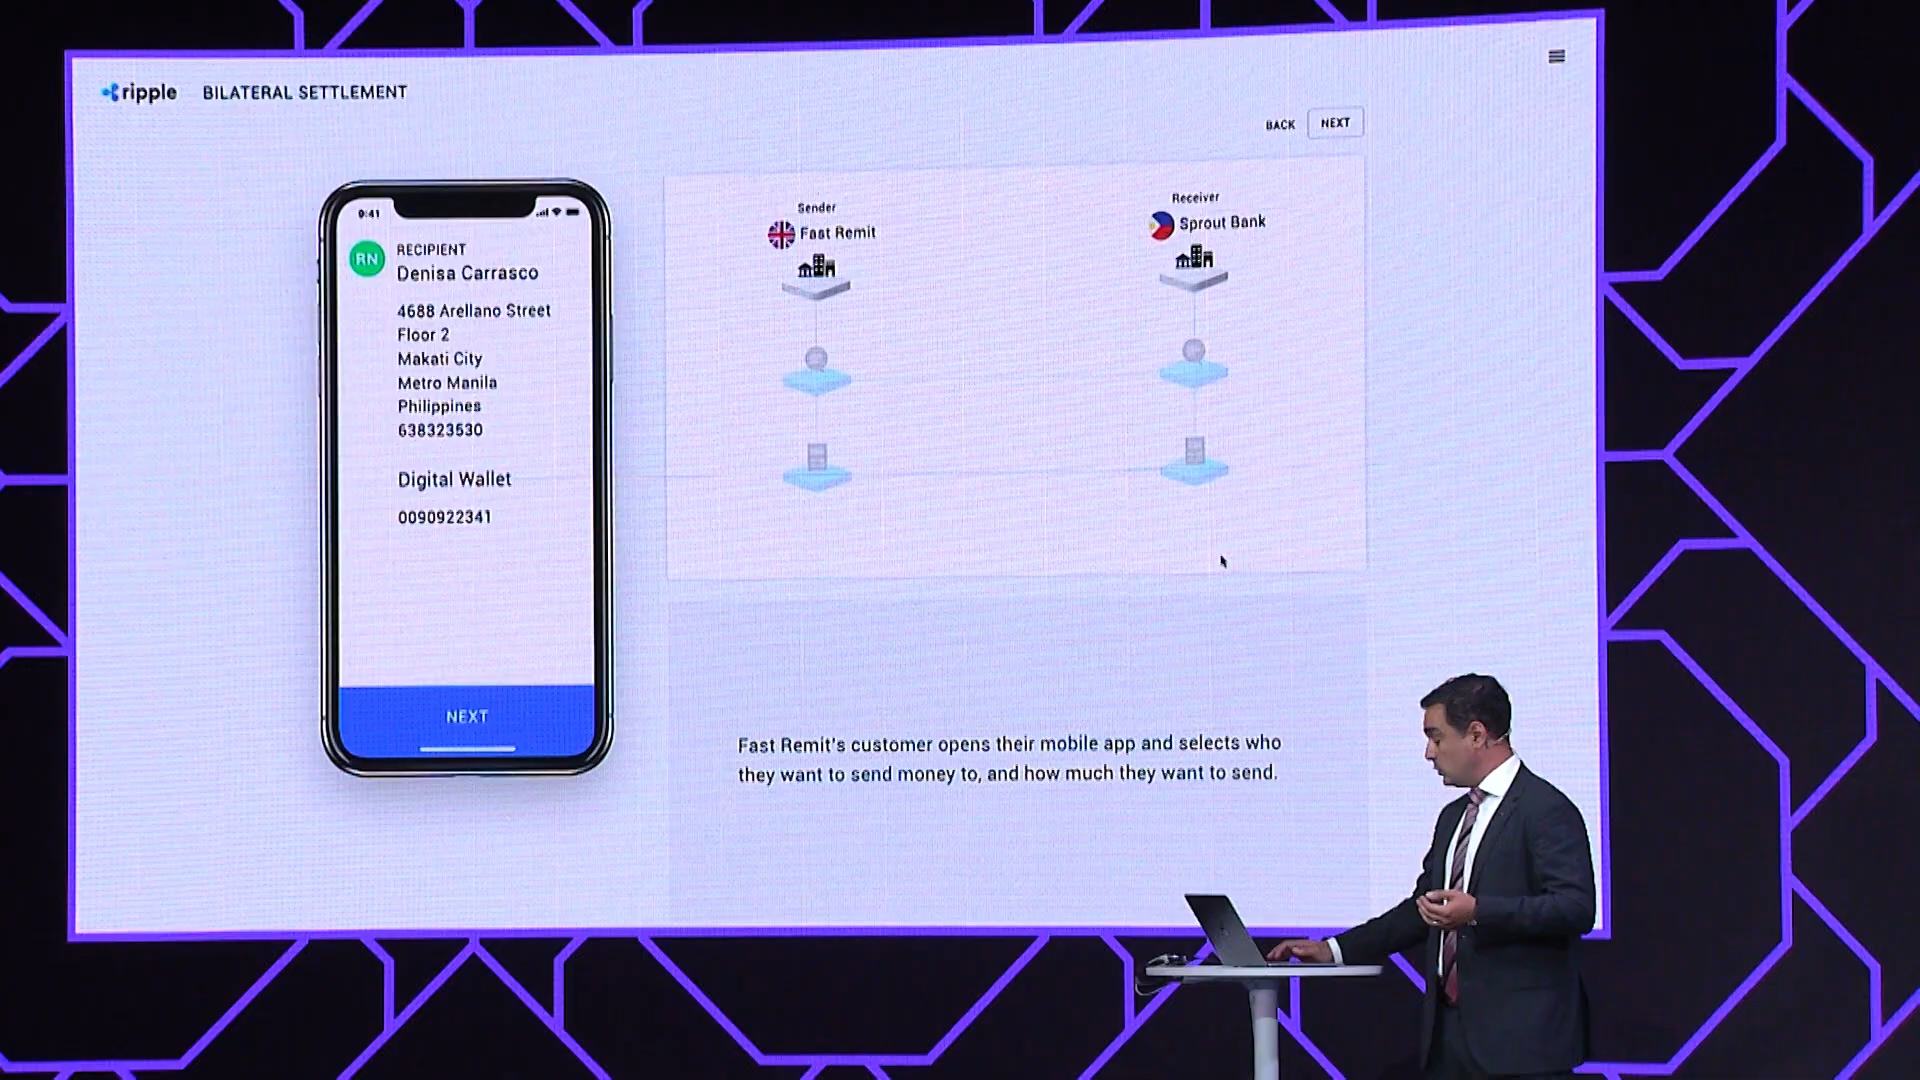 ripple BILATERAL SETTLEMENT
BACK NEXT
9:41
RN
RECIPIENT
Denisa Carrasco
4688 Arellano Street
Floor 2
Makati City
Metro Manila
Philippines
638323530
Digital Wallet
0090922341
NEXT
Sender
Fast Remit
Receiver
Sprout Bank
Fast Remit's customer opens their mobile app and selects who
they want to send money to, and how much they want to send.